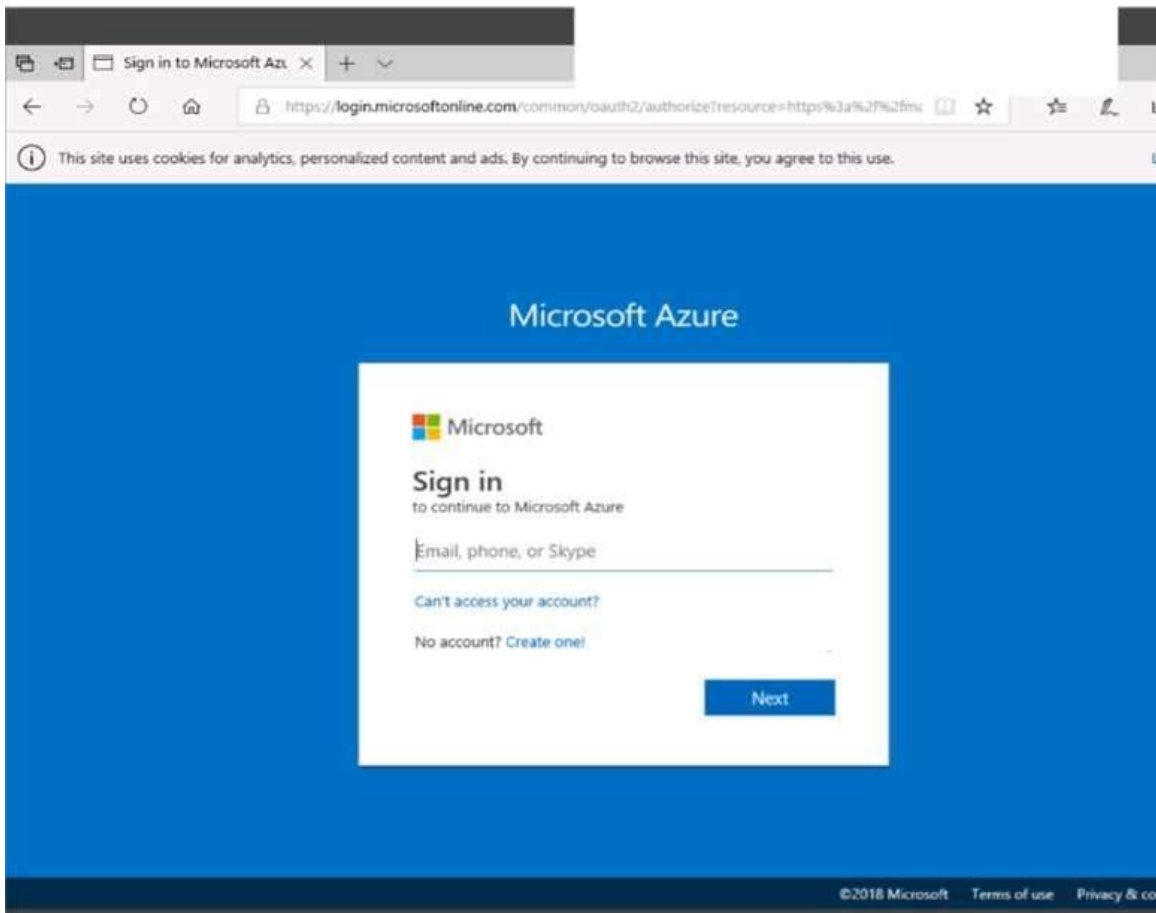 Sign in to Microsoft Az
https://login.microsoftonline.com/common/oauth2/authorize?resource=https%3a%2f%2fm
This site uses cookies for analytics, personalized content and ads. By continuing to browse this site, you agree to this use.
Microsoft Azure
Microsoft
Sign in
to continue to Microsoft Azure
Email, phone, or Skype
Can't access your account?
No account? Create one!
Next
©2018 Microsoft Terms of use Privacy & co